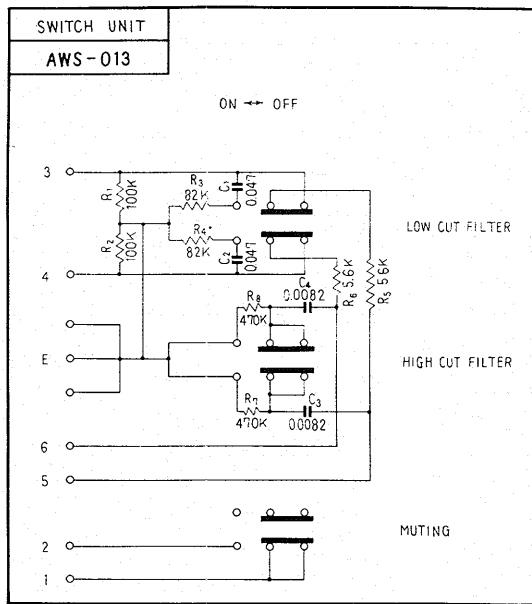 SWITCH UNIT
AWS-013
ON ↔ OFF
3
R1
100K
R3
82K
C1
0.047
R2
100K
R4
82K
C2
0.047
LOW CUT FILTER
4
R6 5.6K
R5 5.6K
R8
470K
C4
0.0082
E
HIGH CUT FILTER
R7
470K
C3
0.0082
6
5
MUTING
2
1